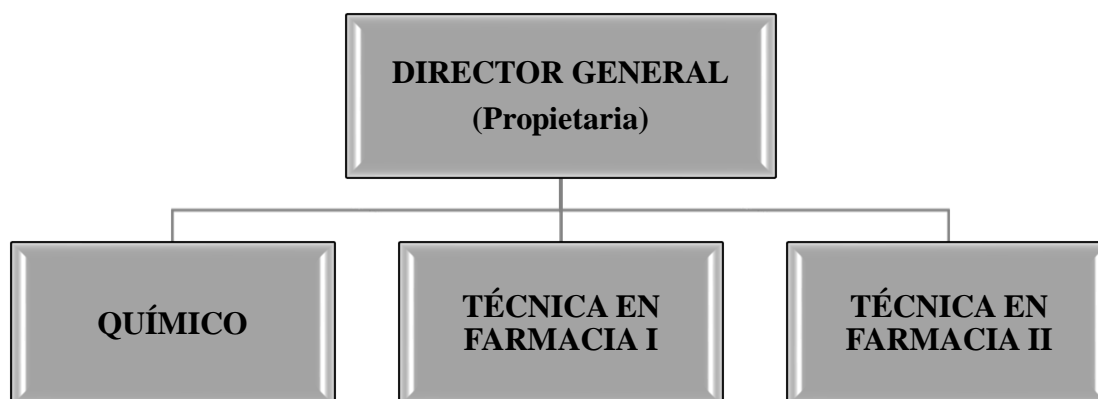 DIRECTOR GENERAL
(Propietaria)
QUÍMICO
TÉCNICA EN
FARMACIA I
TÉCNICA EN
FARMACIA II